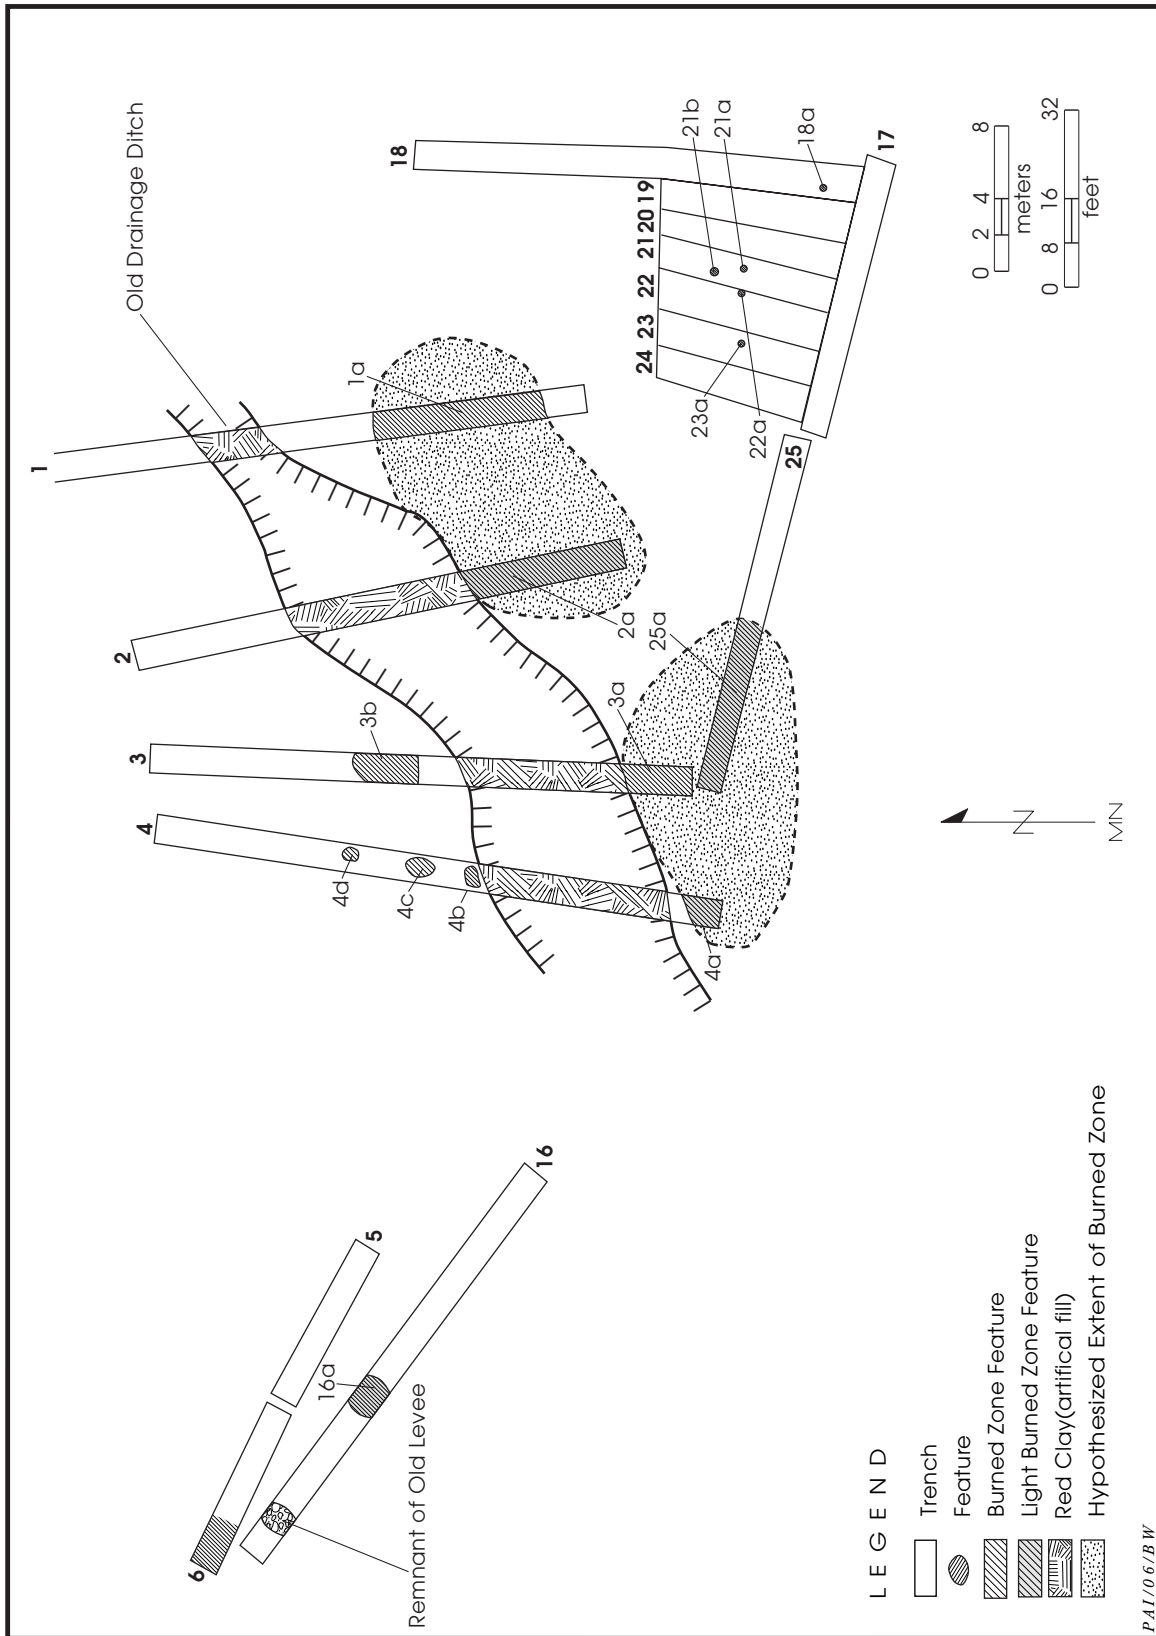 Old Drainage Ditch
1
2
3
4
5
6
16
18
17
25
19
20
21
22
23
24
1a
2a
25a
3a
3b
4a
4b
4c
4d
16a
21b
21a
18a
23a
22a
Remnant of Old Levee
0 2 4 8
meters
0 8 16 32
feet
N
MN
LEGEND
Trench
Feature
Burned Zone Feature
Light Burned Zone Feature
Red Clay(artifical fill)
Hypothesized Extent of Burned Zone
PAI/06/BW